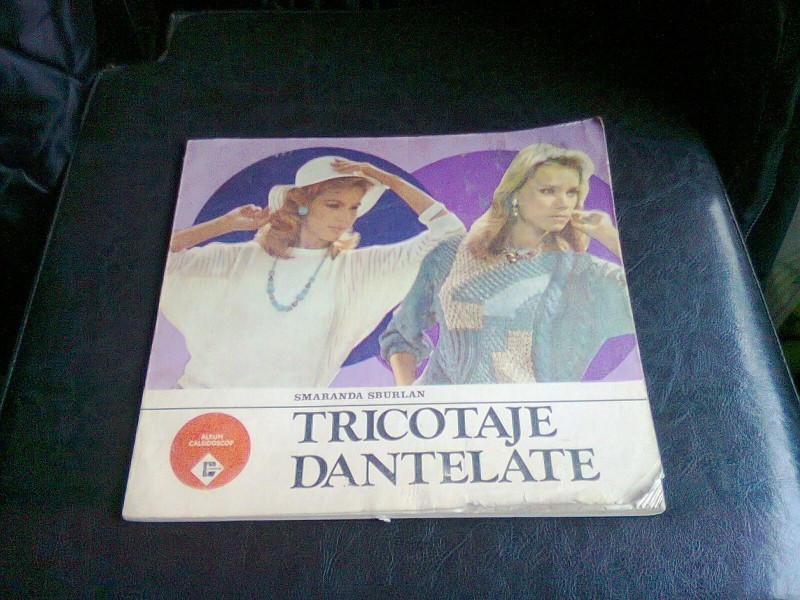 SMARANDA SBURLAN
TRICOTAJE
DANTELATE
ALBUM
CALEIDOSCOP